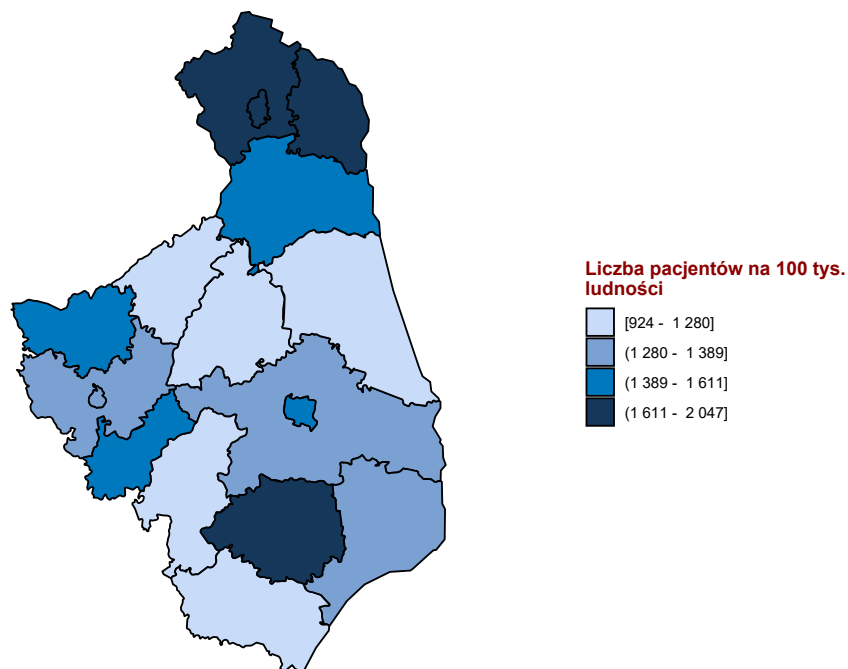 Liczba pacjentów na 100 tys.
ludności
[924 - 1 280]
(1 280 - 1 389]
(1 389 - 1 611]
(1 611 - 2 047]